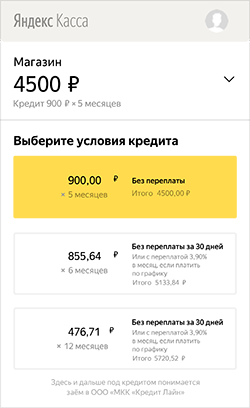 Яндекс Касса
Магазин
4500 ₽
Кредит 900 ₽ × 5 месяцев
Выберите условия кредита
900,00 ₽
× 5 месяцев
Без переплаты
Итого 4500,00 ₽
855,64 ₽
× 6 месяцев
Без переплаты за 30 дней
Или с переплатой 3,90%
в месяц, если платить
по графику
Итого 5133,84 ₽
476,71 ₽
× 12 месяцев
Без переплаты за 30 дней
Или с переплатой 3,90%
в месяц, если платить
по графику
Итого 5720,52 ₽
Здесь и дальше под кредитом понимается
заём в ООО «МКК «Кредит Лайн»